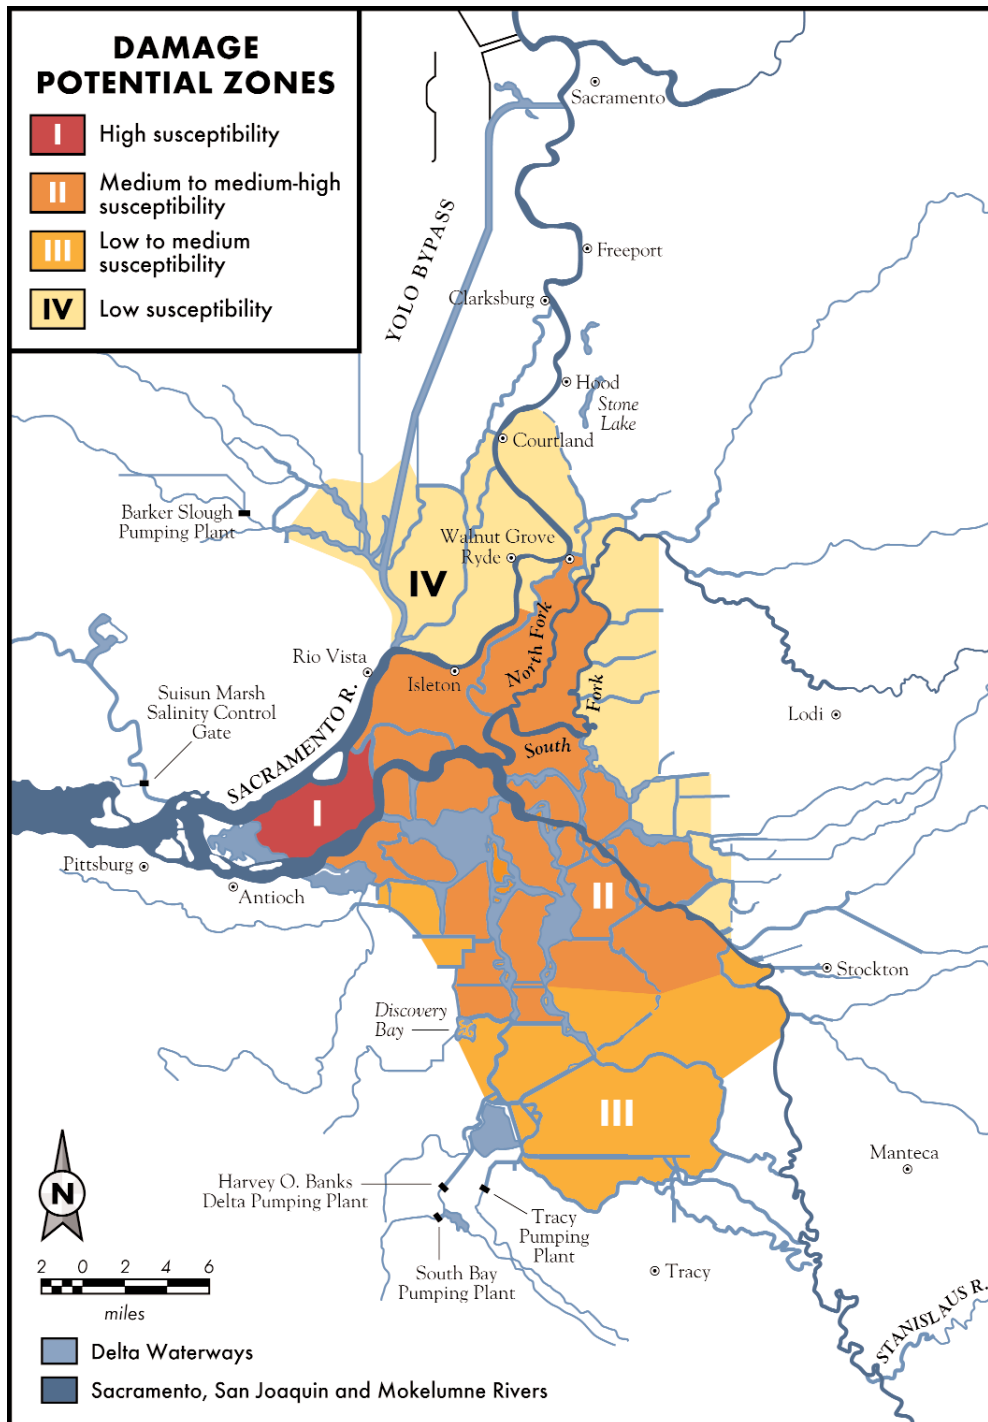 DAMAGE
POTENTIAL ZONES
I
High susceptibility
II
Medium to medium-high
susceptibility
III
Low to medium
susceptibility
IV
Low susceptibility
Sacramento
YOLO BYPASS
Freeport
Clarksburg
Hood
Stone
Lake
Courtland
Barker Slough
Pumping Plant
Walnut Grove
Ryde
IV
North Fork
Rio Vista
Isleton
Fork
South
Suisun Marsh
Salinity Control
Gate
SACRAMENTO R.
Lodi
I
Pittsburg
Antioch
II
Stockton
Discovery
Bay
III
Manteca
N
Harvey O. Banks
Delta Pumping Plant
Tracy
Pumping
Plant
South Bay
Pumping Plant
Tracy
2 0 2 4 6
miles
STANISLAUS R.
Delta Waterways
Sacramento, San Joaquin and Mokelumne Rivers